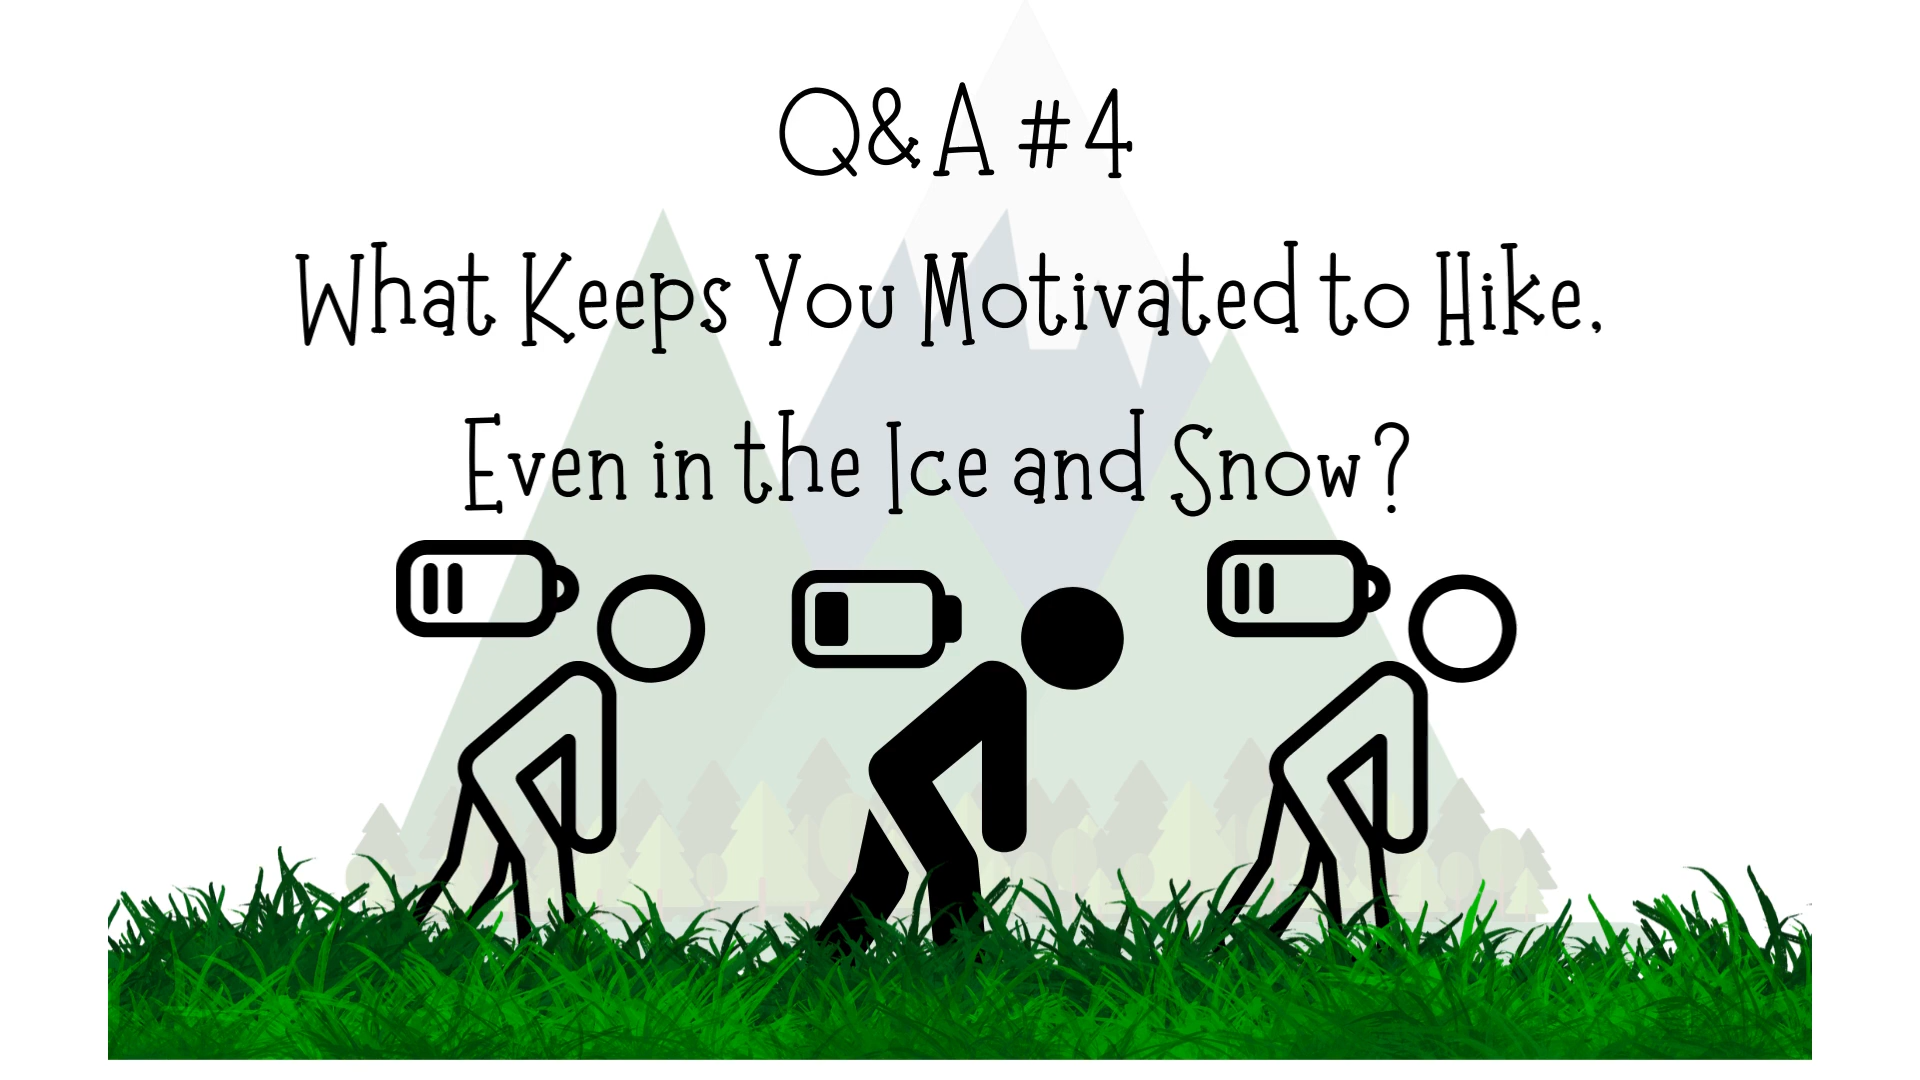 Q&A #4
What Keeps You Motivated to Hike,
Even in the Ice and Snow?